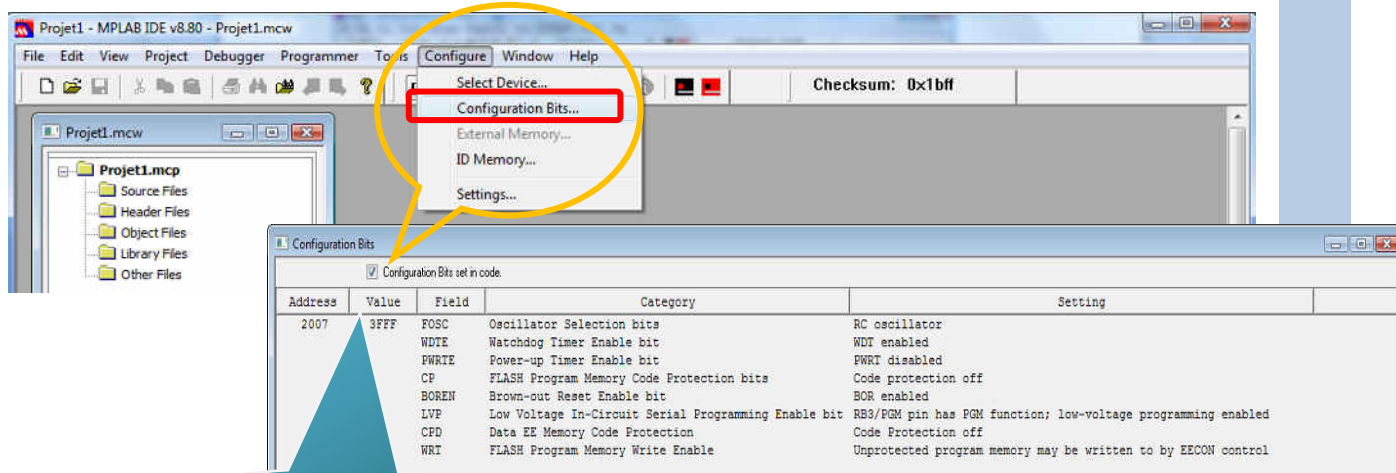 Projet1 - MPLAB IDE v8.80 - Projet1.mcw
File Edit View Project Debugger Programmer Tools Configure Window Help
Checksum: 0x1bff
Select Device...
Configuration Bits...
External Memory...
ID Memory...
Settings...
Projet1.mcw
Projet1.mcp
Source Files
Header Files
Object Files
Library Files
Other Files
Configuration Bits
Configuration Bits set in code.
Address Value Field Category Setting
2007 3FFF FOSC Oscillator Selection bits RC oscillator
WDTE Watchdog Timer Enable bit WDT enabled
PWRTE Power-up Timer Enable bit PWRT disabled
CP FLASH Program Memory Code Protection bits Code protection off
BOREN Brown-out Reset Enable bit BOR enabled
LVP Low Voltage In-Circuit Serial Programming Enable bit RB3/PGM pin has PGM function; low-voltage programming enabled
CPD Data EE Memory Code Protection Code Protection off
WRT FLASH Program Memory Write Enable Unprotected program memory may be written to by EECON control